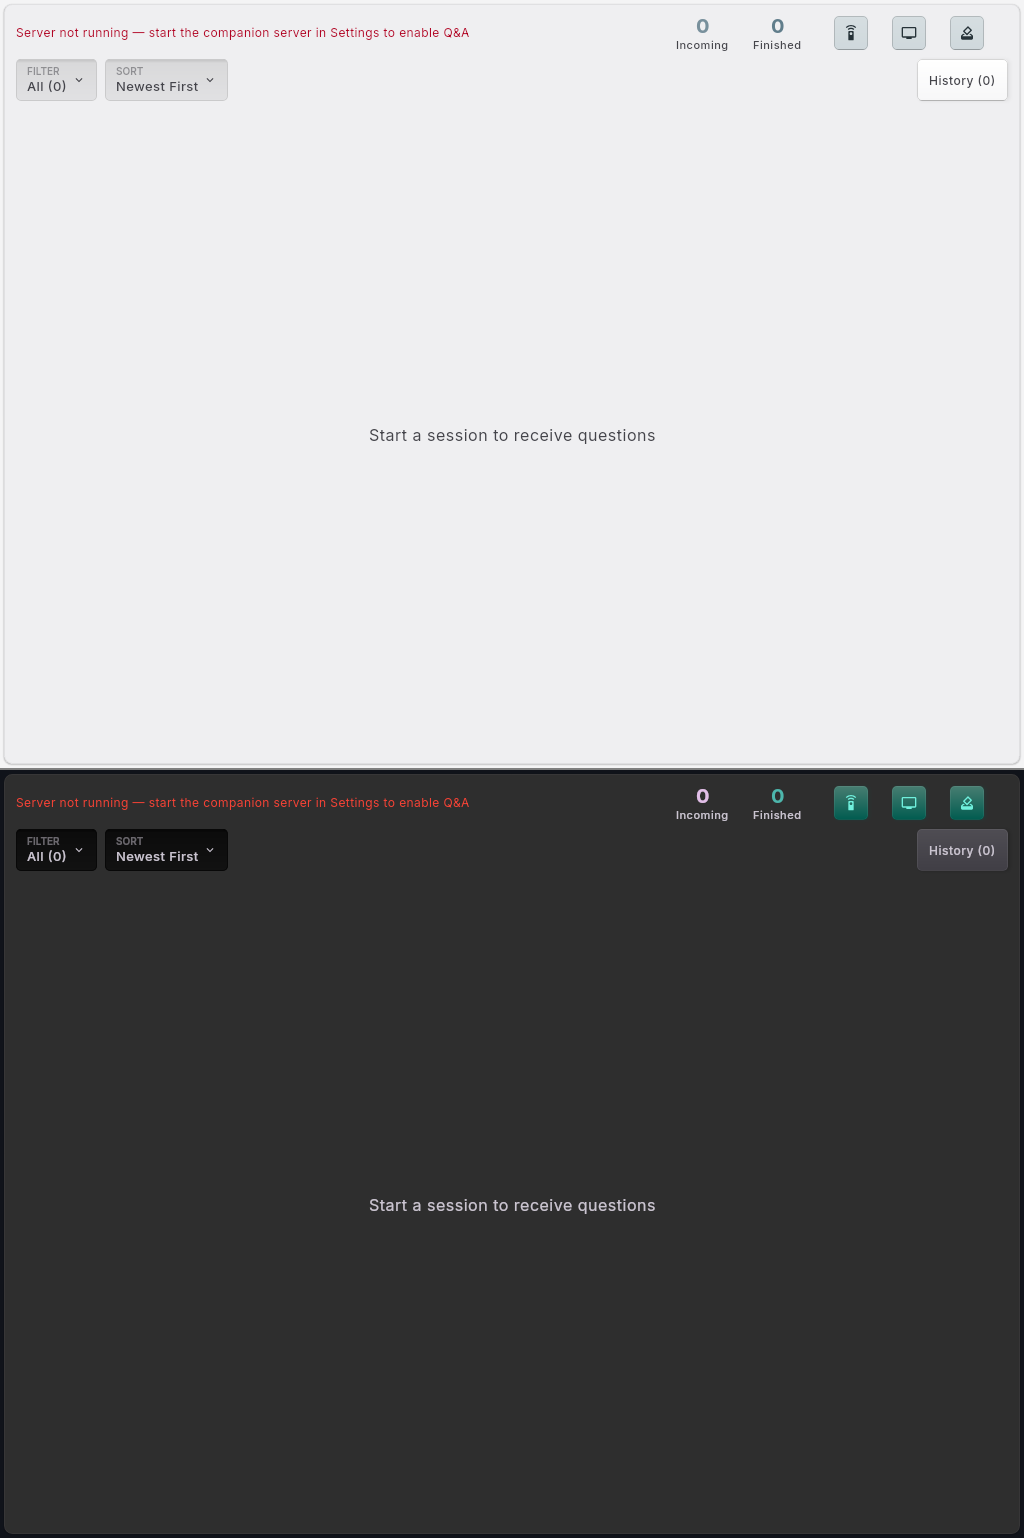 Server not running — start the companion server in Settings to enable Q&A
0
Incoming
0
Finished
FILTER
All (0)
SORT
Newest First
History (0)
Start a session to receive questions
Server not running — start the companion server in Settings to enable Q&A
0
Incoming
0
Finished
FILTER
All (0)
SORT
Newest First
History (0)
Start a session to receive questions